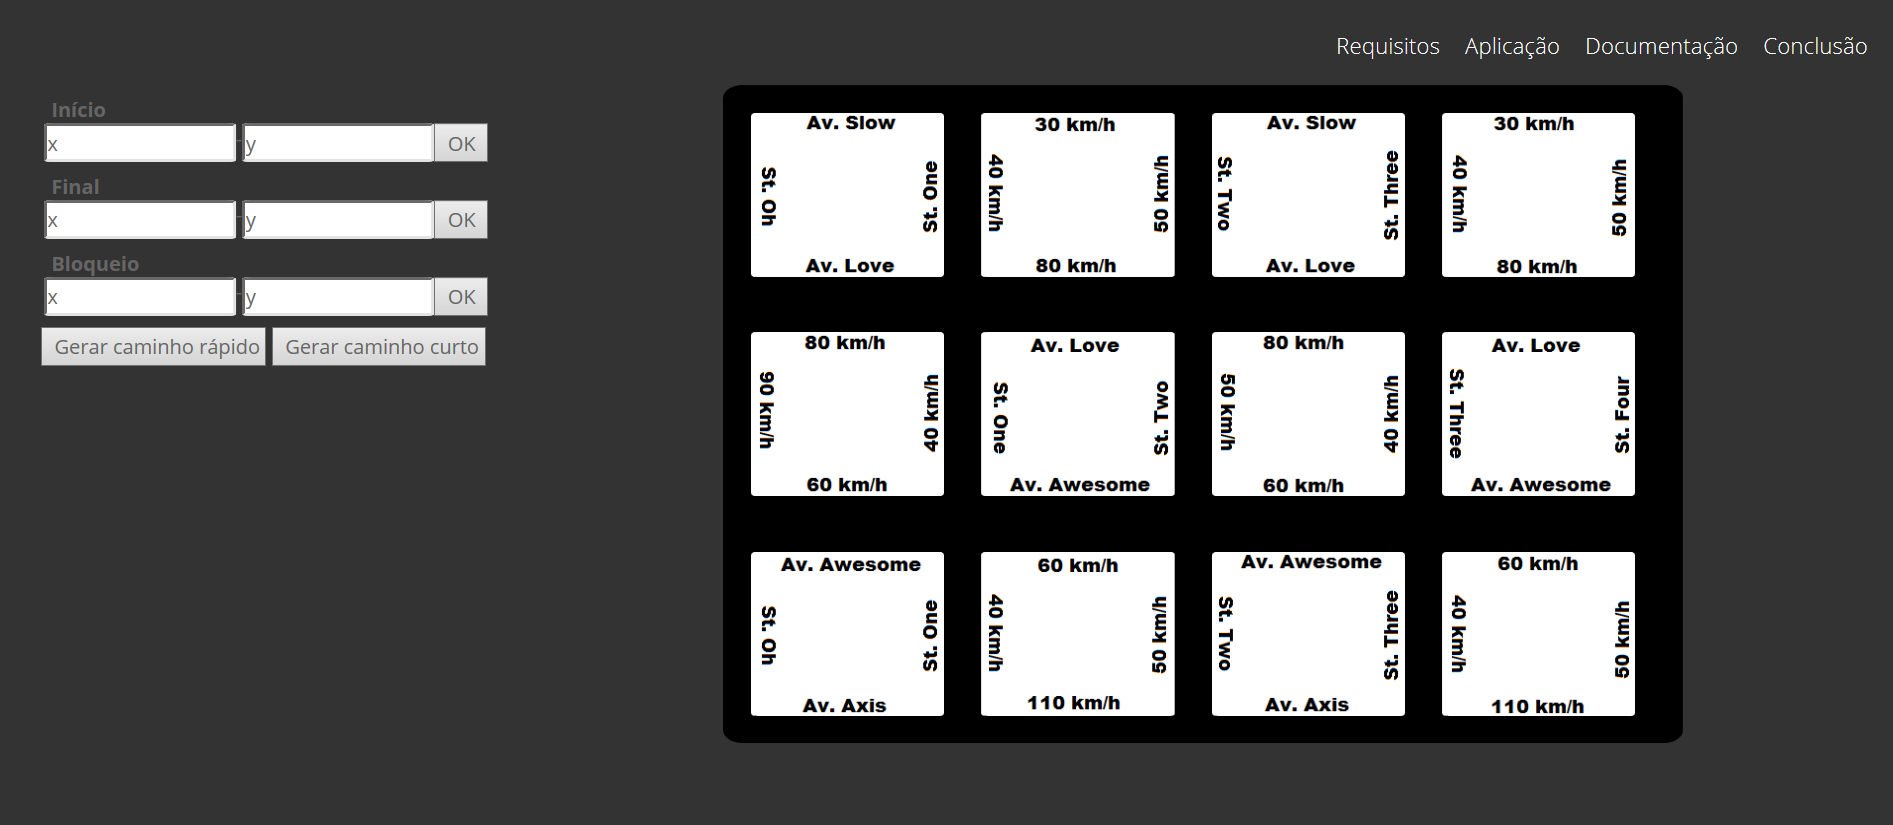 Requisitos Aplicação Documentação Conclusão
Início
x y OK
Final
x y OK
Bloqueio
x y OK
Gerar caminho rápido Gerar caminho curto
Av. Slow
St. Oh
St. One
Av. Love
30 km/h
40 km/h
50 km/h
80 km/h
Av. Slow
St. Two
St. Three
Av. Love
30 km/h
40 km/h
50 km/h
80 km/h
80 km/h
90 km/h
40 km/h
60 km/h
Av. Love
St. One
St. Two
Av. Awesome
80 km/h
50 km/h
40 km/h
60 km/h
Av. Love
St. Three
St. Four
Av. Awesome
Av. Awesome
St. Oh
St. One
Av. Axis
60 km/h
40 km/h
50 km/h
110 km/h
Av. Awesome
St. Two
St. Three
Av. Axis
60 km/h
40 km/h
50 km/h
110 km/h